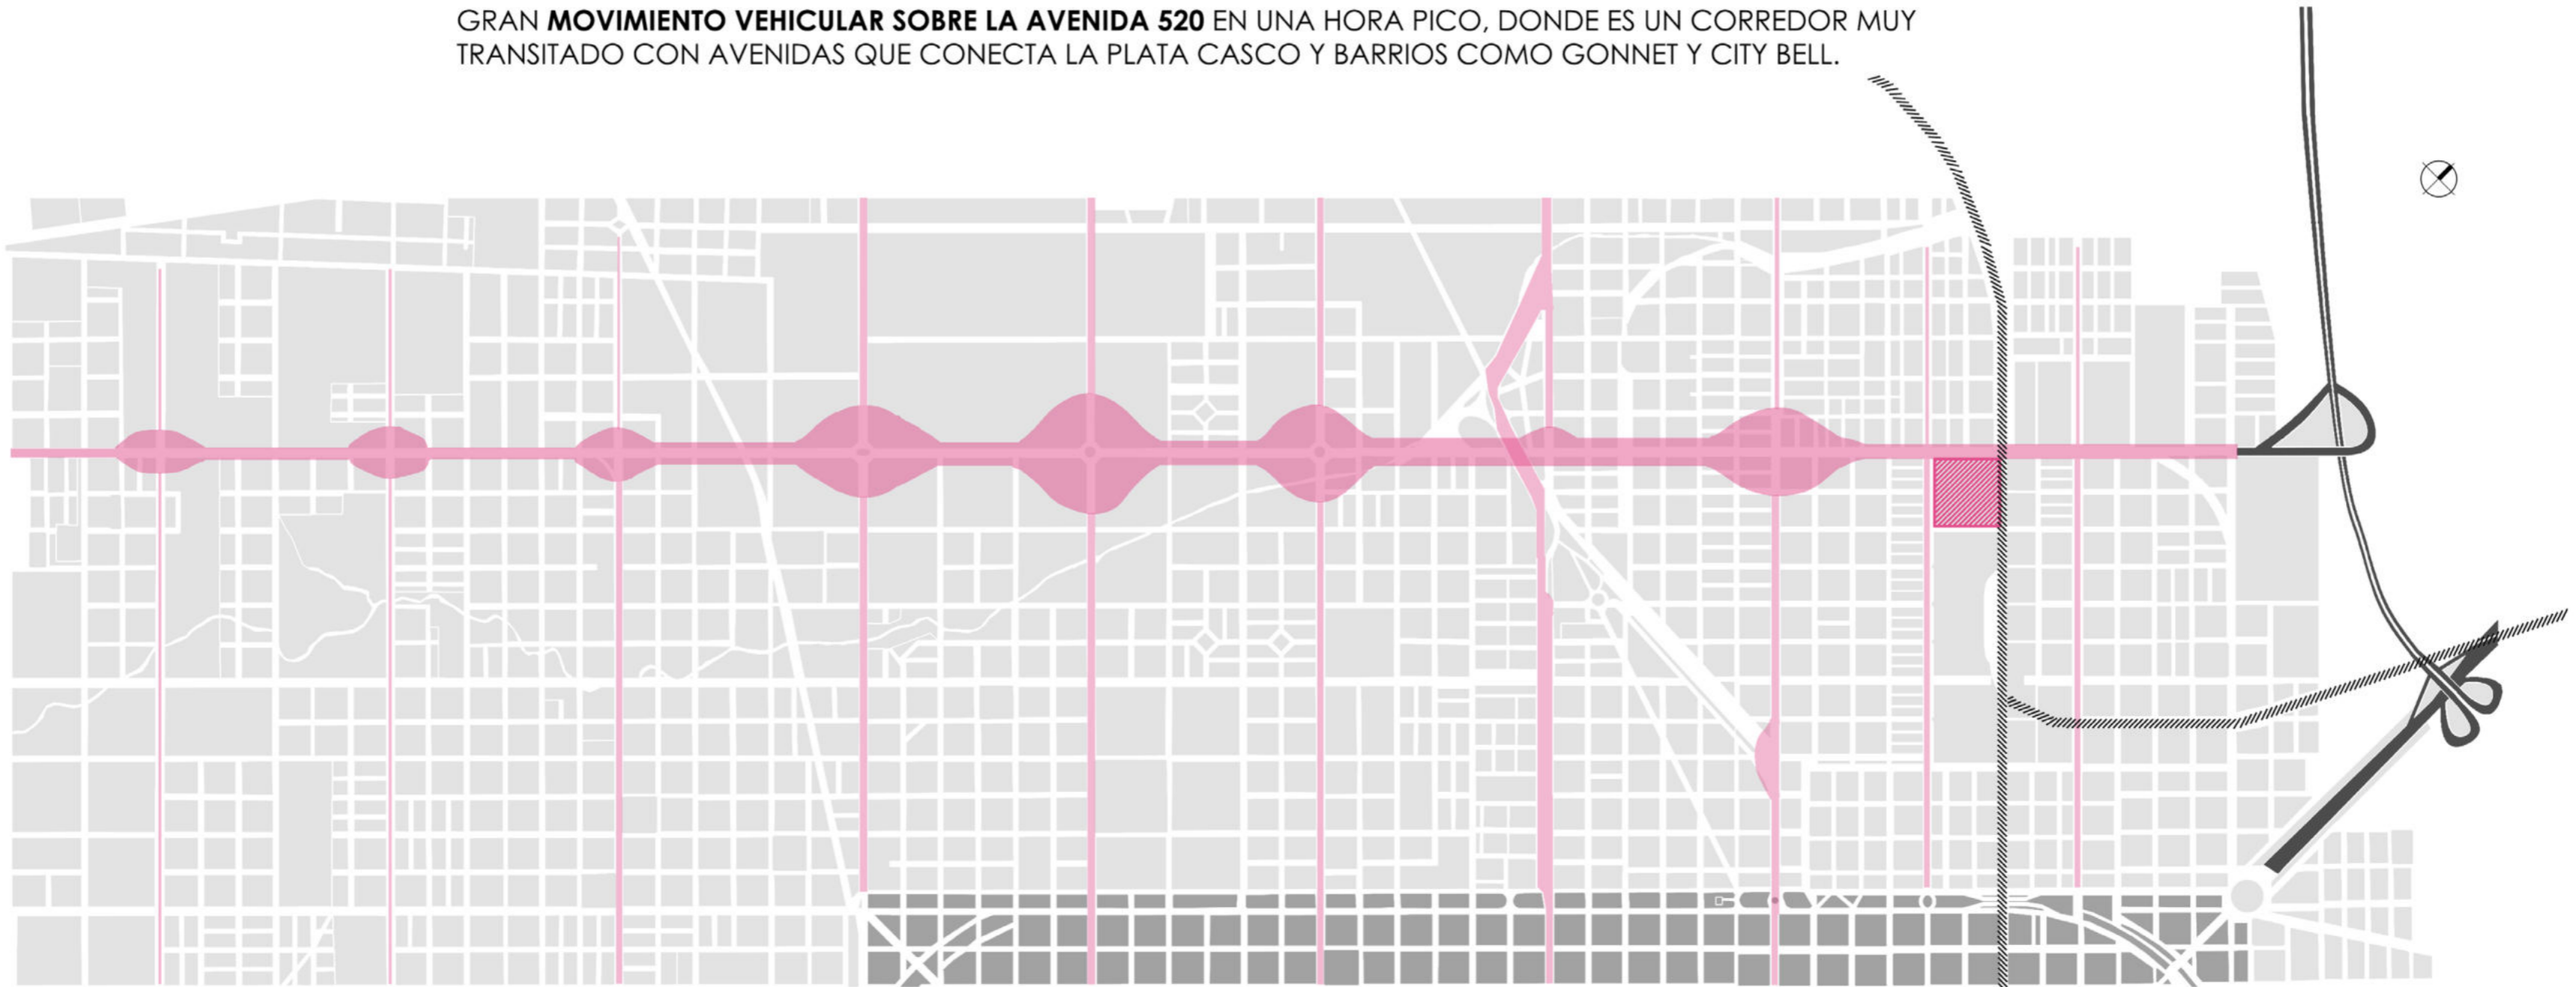 GRAN MOVIMIENTO VEHICULAR SOBRE LA AVENIDA 520 EN UNA HORA PICO, DONDE ES UN CORREDOR MUY
TRANSITADO CON AVENIDAS QUE CONECTA LA PLATA CASCO Y BARRIOS COMO GONNET Y CITY BELL.